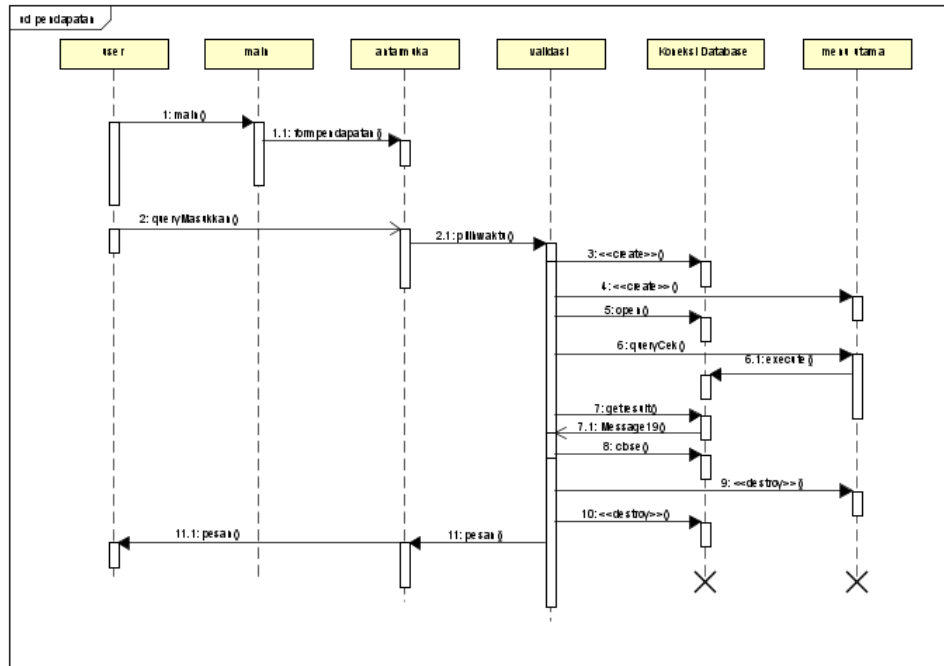 sd pendapatan
user
main
antarmuka
validasi
Koneksi Database
menu utama
1: main()
1.1: formpendapatan()
2: queryMasukkan()
2.1: pilihwaktu()
3: <<create>>()
4: <<create>>()
5: open()
6: queryCek()
6.1: execute()
7: getresult()
7.1: Message19()
8: close()
9: <<destroy>>()
10: <<destroy>>()
11.1: pesan()
11: pesan()